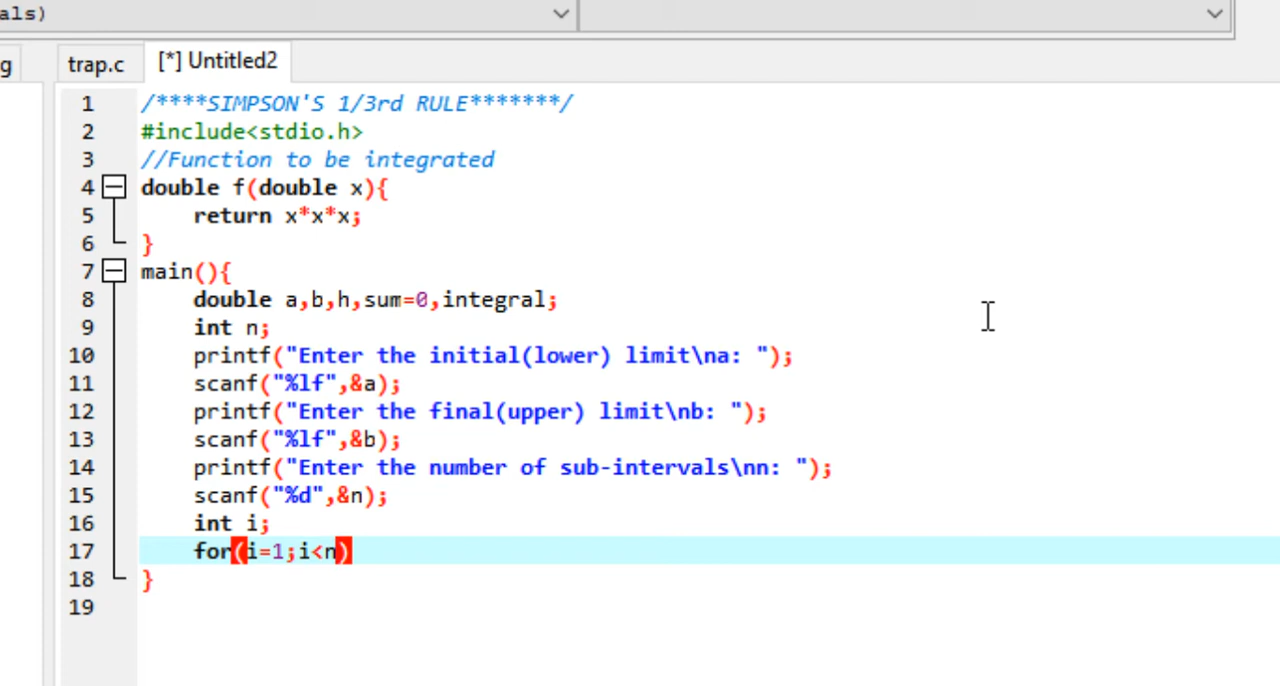 als)
g
trap.c
[*] Untitled2
1 /****SIMPSON'S 1/3rd RULE*******/
2 #include<stdio.h>
3 //Function to be integrated
4 double f(double x){
5 return x*x*x;
6 }
7 main(){
8 double a,b,h,sum=0,integral;
9 int n;
10 printf("Enter the initial(lower) limit\na: ");
11 scanf("%lf",&a);
12 printf("Enter the final(upper) limit\nb: ");
13 scanf("%lf",&b);
14 printf("Enter the number of sub-intervals\nn: ");
15 scanf("%d",&n);
16 int i;
17 for(i=1;i<n)
18 }
19